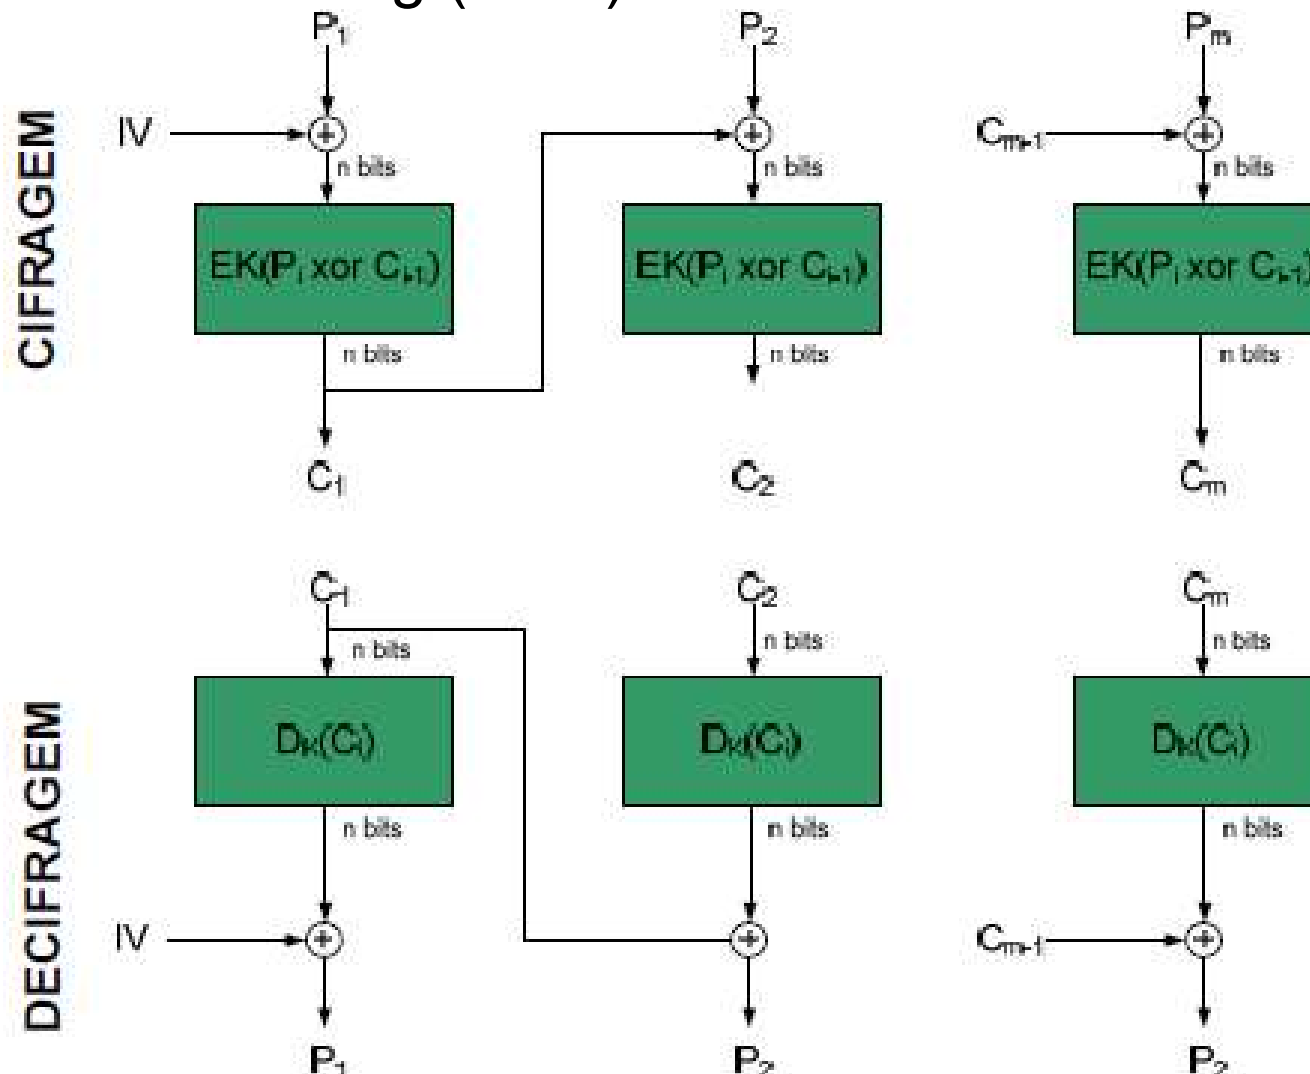 P₁ P₂ Pₘ
CIFRAGEM
IV Cₘ₋₁
n bits n bits n bits
EK(Pᵢ xor Cᵢ₋₁) EK(Pᵢ xor Cᵢ₋₁) EK(Pᵢ xor Cᵢ₋₁)
n bits n bits n bits
C₁ C₂ Cₘ
C₁ C₂ Cₘ
n bits n bits n bits
DECIFRAGEM
Dₖ(Cᵢ) Dₖ(Cᵢ) Dₖ(Cᵢ)
n bits n bits n bits
IV Cₘ₋₁
P₁ P₂ P₂